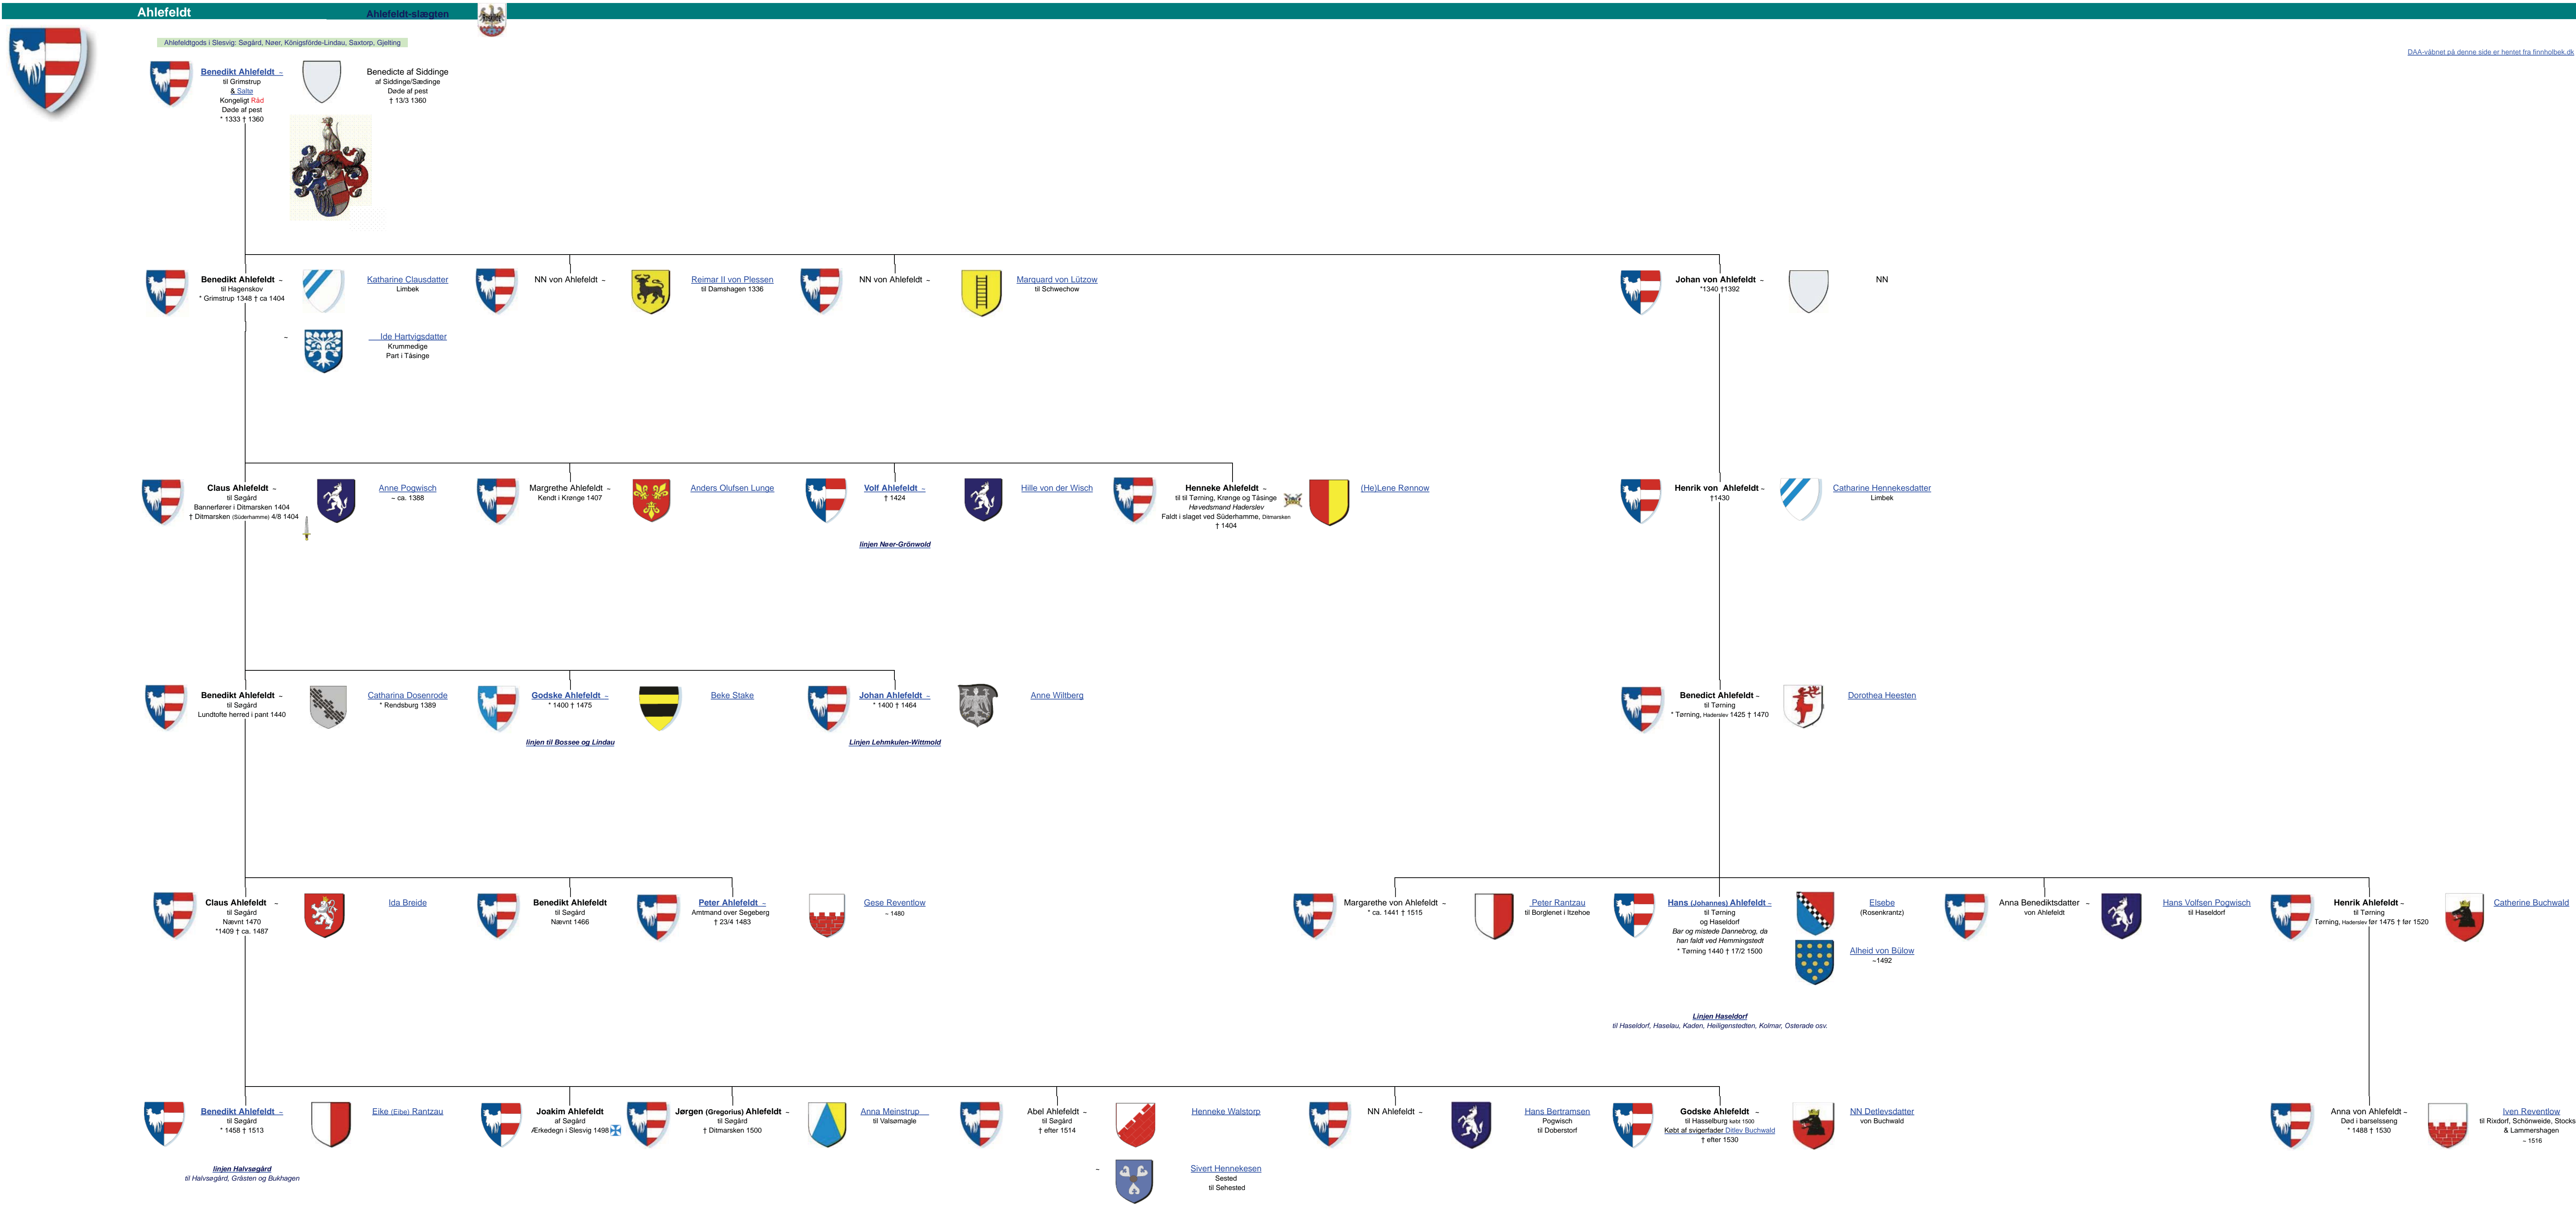 Ahlefeldt
Ahlefeldt-slægten
Ahlefeldtgods i Slesvig: Søgård, Nøer, Königsförde-Lindau, Saxtorp, Gjelting
DAA-våbnet på denne side er hentet fra finnholbek.dk
Benedikt Ahlefeldt ~
til Grimstrup
& Saltø
Kongeligt Råd
Døde af pest
* 1333 † 1360
Benedicte af Siddinge
af Siddinge/Sædinge
Døde af pest
† 13/3 1360
Benedikt Ahlefeldt ~
til Hagenskov
* Grimstrup 1348 † ca 1404
Katharine Clausdatter
Limbek
NN von Ahlefeldt ~
Reimar II von Plessen
til Damshagen 1336
NN von Ahlefeldt ~
Marquard von Lützow
til Schwechow
Johan von Ahlefeldt ~
*1340 †1392
NN
~
Ide Hartvigsdatter
Krummedige
Part i Tåsinge
Claus Ahlefeldt ~
til Søgård
Bannerfører i Ditmarsken 1404
† Ditmarsken (Süderhamme) 4/8 1404
Anne Pogwisch
~ ca. 1388
Margrethe Ahlefeldt ~
Kendt i Krønge 1407
Anders Olufsen Lunge
Volf Ahlefeldt ~
† 1424
linjen Nøer-Grönwold
Hille von der Wisch
Henneke Ahlefeldt ~
til til Tørning, Krønge og Tåsinge
Høvedsmand Haderslev
Faldt i slaget ved Süderhamme, Ditmarsken
† 1404
(He)Lene Rønnow
Henrik von Ahlefeldt ~
†1430
Catharine Hennekesdatter
Limbek
Benedikt Ahlefeldt ~
til Søgård
Lundtofte herred i pant 1440
Catharina Dosenrode
* Rendsburg 1389
Godske Ahlefeldt ~
* 1400 † 1475
linjen til Bossee og Lindau
Beke Stake
Johan Ahlefeldt ~
* 1400 † 1464
Linjen Lehmkulen-Wittmold
Anne Wiltberg
Benedict Ahlefeldt ~
til Tørning
* Tørning, Haderslev 1425 † 1470
Dorothea Heesten
Claus Ahlefeldt ~
til Søgård
Nævnt 1470
*1409 † ca. 1487
Ida Breide
Benedikt Ahlefeldt
til Søgård
Nævnt 1466
Peter Ahlefeldt ~
Amtmand over Segeberg
† 23/4 1483
Gese Reventlow
~ 1480
Margarethe von Ahlefeldt ~
* ca. 1441 † 1515
Peter Rantzau
til Borglenet i Itzehoe
Hans (Johannes) Ahlefeldt ~
til Tørning
og Haseldorf
Bar og mistede Dannebrog, da
han faldt ved Hemmingstedt
* Tørning 1440 † 17/2 1500
Linjen Haseldorf
til Haseldorf, Haselau, Kaden, Heiligenstedten, Kolmar, Osterade osv.
Elsebe
(Rosenkrantz)
Alheid von Bülow
~1492
Anna Benediktsdatter ~
von Ahlefeldt
Hans Volfsen Pogwisch
til Haseldorf
Henrik Ahlefeldt ~
til Tørning
Tørning, Haderslev før 1475 † før 1520
Catherine Buchwald
Benedikt Ahlefeldt ~
til Søgård
* 1458 † 1513
linjen Halvsøgård
til Halvsøgård, Gråsten og Bukhagen
Eike (Eibe) Rantzau
Joakim Ahlefeldt
af Søgård
Ærkedegn i Slesvig 1498
Jørgen (Gregorius) Ahlefeldt ~
til Søgård
† Ditmarsken 1500
Anna Meinstrup
til Valsømagle
Abel Ahlefeldt ~
til Søgård
† efter 1514
Henneke Walstorp
~
Sivert Hennekesen
Sested
til Sehested
NN Ahlefeldt ~
Hans Bertramsen
Pogwisch
til Doberstorf
Godske Ahlefeldt ~
til Hasselburg købt 1500
Købt af svigerfader Ditlev Buchwald
† efter 1530
NN Detlevsdatter
von Buchwald
Anna von Ahlefeldt ~
Død i barselsseng
* 1488 † 1530
Iven Reventlow
til Rixdorf, Schönweide, Stocks
& Lammershagen
~ 1516